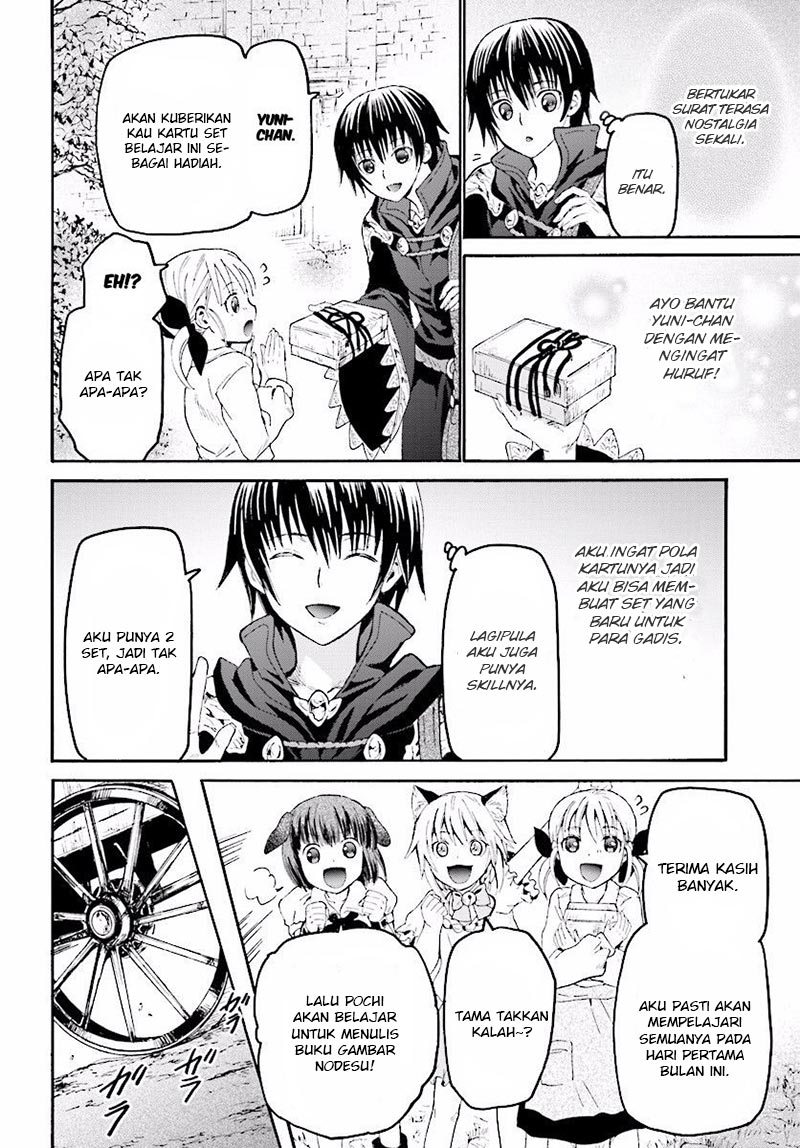 BERTUKAR
SURAT TERASA
NOSTALGIA
SEKALI.
ITU
BENAR.
AYO BANTU
YUNI-CHAN
DENGAN ME-
NGINGAT
HURUF!
YUNI-
CHAN.
AKAN KUBERIKAN
KAU KARTU SET
BELAJAR INI SE-
BAGAI HADIAH.
EH!?
APA TAK
APA-APA?
AKU INGAT POLA
KARTUNYA JADI
AKU BISA MEM-
BUAT SET YANG
BARU UNTUK
PARA GADIS.
LAGIPULA
AKU JUGA
PUNYA
SKILLNYA.
AKU PUNYA 2
SET, JADI TAK
APA-APA.
TERIMA KASIH
BANYAK.
AKU PASTI AKAN
MEMPELAJARI
SEMUANYA PADA
HARI PERTAMA
BULAN INI.
TAMA TAKKAN
KALAH~?
LALU POCHI
AKAN BELAJAR
UNTUK MENULIS
BUKU GAMBAR
NODESU!
ガラ
ガラ